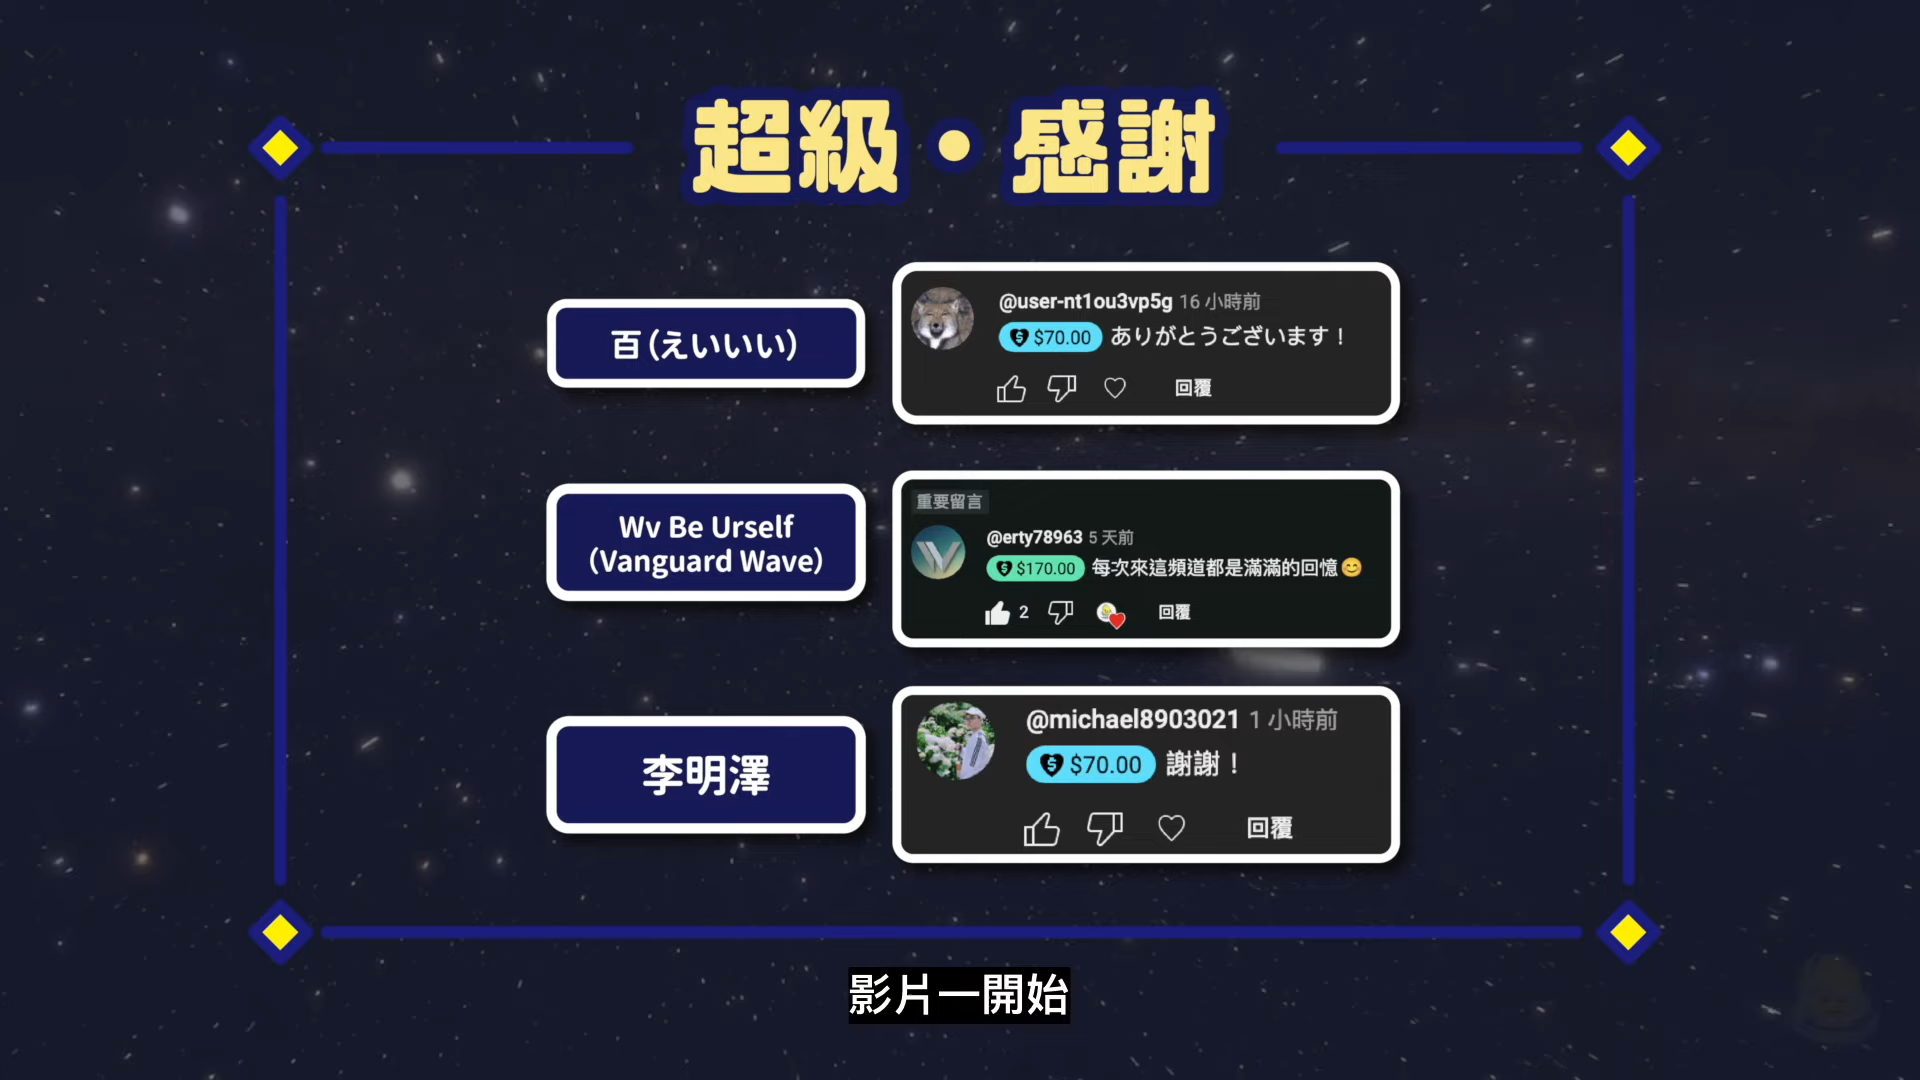 超級・感謝
百(えいいい)
@user-nt1ou3vp5g 16 小時前
$70.00 ありがとうございます！
回覆
Wv Be Urself
(Vanguard Wave)
重要留言
@erty78963 5 天前
$170.00 每次來這頻道都是滿滿的回憶😊
2 回覆
李明澤
@michael8903021 1 小時前
$70.00 謝謝！
回覆
影片一開始